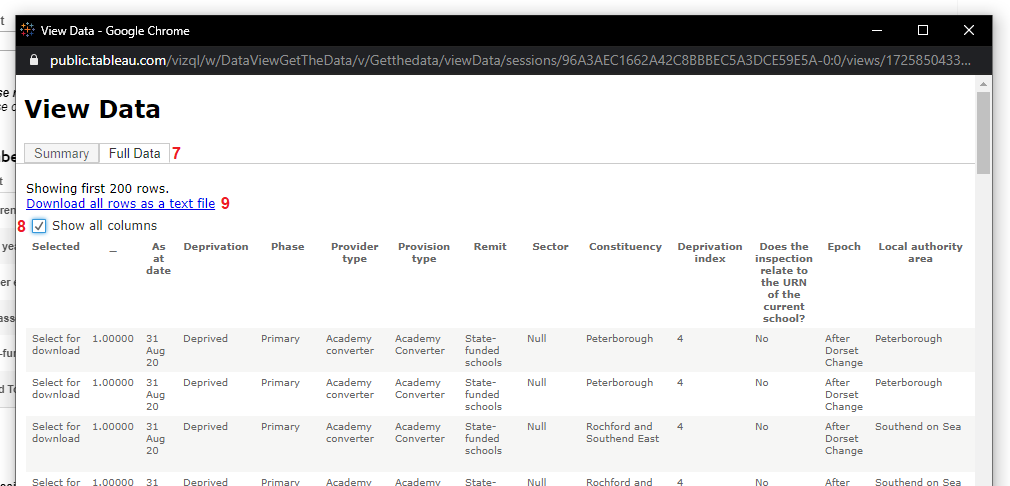 View Data - Google Chrome
public.tableau.com/vizql/w/DataViewGetTheData/v/Getthedata/viewData/sessions/96A3AEC1662A42C8BBBEC5A3DCE59E5A-0:0/views/1725850433...
View Data
Summary Full Data 7
Showing first 200 rows.
Download all rows as a text file 9
8 Show all columns
Selected _ As at date Deprivation Phase Provider type Provision type Remit Sector Constituency Deprivation index Does the inspection relate to the URN of the current school? Epoch Local authority area
Select for download 1.00000 31 Aug 20 Deprived Primary Academy converter Academy Converter State-funded schools Null Peterborough 4 No After Dorset Change Peterborough
Select for download 1.00000 31 Aug 20 Deprived Primary Academy converter Academy Converter State-funded schools Null Peterborough 4 No After Dorset Change Peterborough
Select for download 1.00000 31 Aug 20 Deprived Primary Academy converter Academy Converter State-funded schools Null Rochford and Southend East 4 No After Dorset Change Southend on Sea
Select for 1.00000 31 Deprived Primary Academy Academy State- Null Rochford and 4 No After Southend on Sea